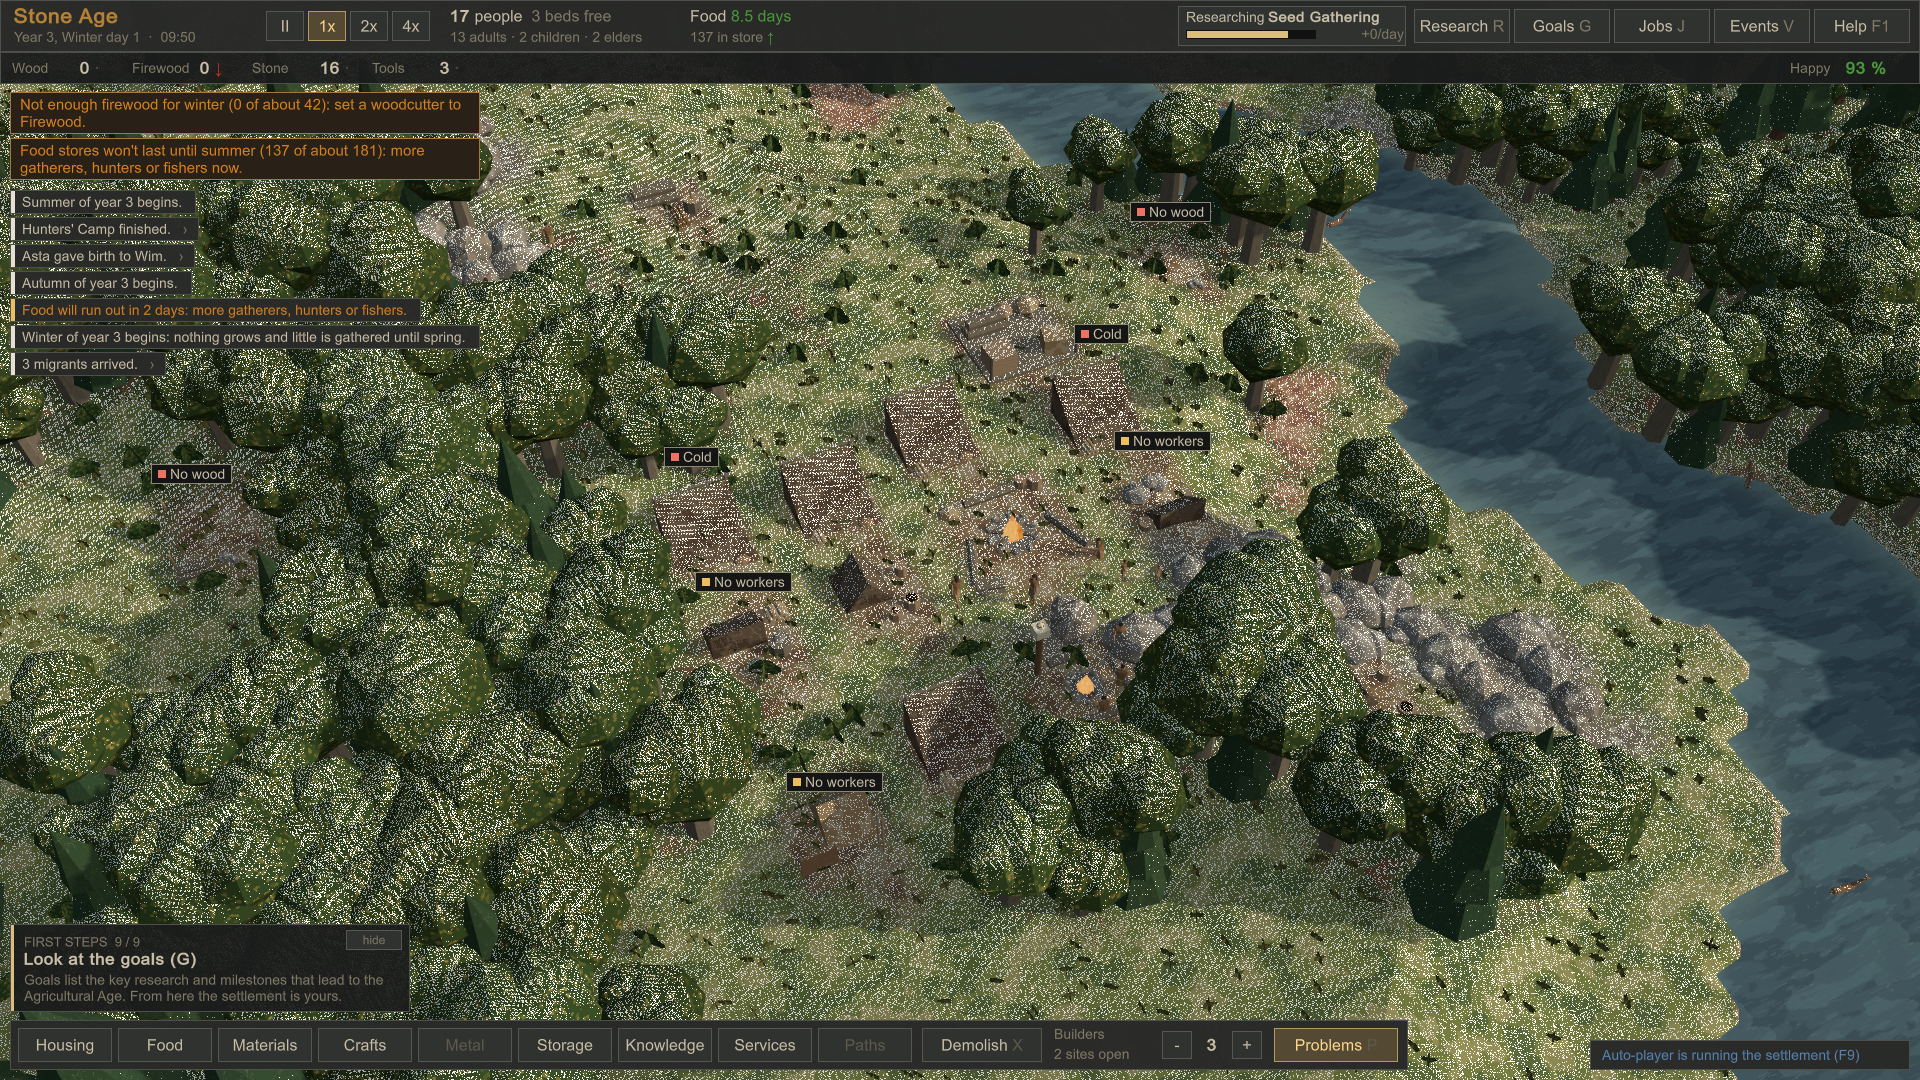 Stone Age
Year 3, Winter day 1 · 09:50
II
1x
2x
4x
17 people 3 beds free
13 adults · 2 children · 2 elders
Food 8.5 days
137 in store ↑
Researching Seed Gathering
+0/day
Research R
Goals G
Jobs J
Events V
Help F1
Wood 0 ·
Firewood 0 ↓
Stone 16 ·
Tools 3 ·
Happy 93 %
Not enough firewood for winter (0 of about 42): set a woodcutter to
Firewood.
Food stores won't last until summer (137 of about 181): more
gatherers, hunters or fishers now.
Summer of year 3 begins.
Hunters' Camp finished. ›
Asta gave birth to Wim. ›
Autumn of year 3 begins.
Food will run out in 2 days: more gatherers, hunters or fishers.
Winter of year 3 begins: nothing grows and little is gathered until spring.
3 migrants arrived. ›
No wood
Cold
No workers
Cold
No wood
No workers
No workers
FIRST STEPS 9 / 9
hide
Look at the goals (G)
Goals list the key research and milestones that lead to the
Agricultural Age. From here the settlement is yours.
Housing
Food
Materials
Crafts
Metal
Storage
Knowledge
Services
Paths
Demolish X
Builders
2 sites open
-
3
+
Problems P
Auto-player is running the settlement (F9)